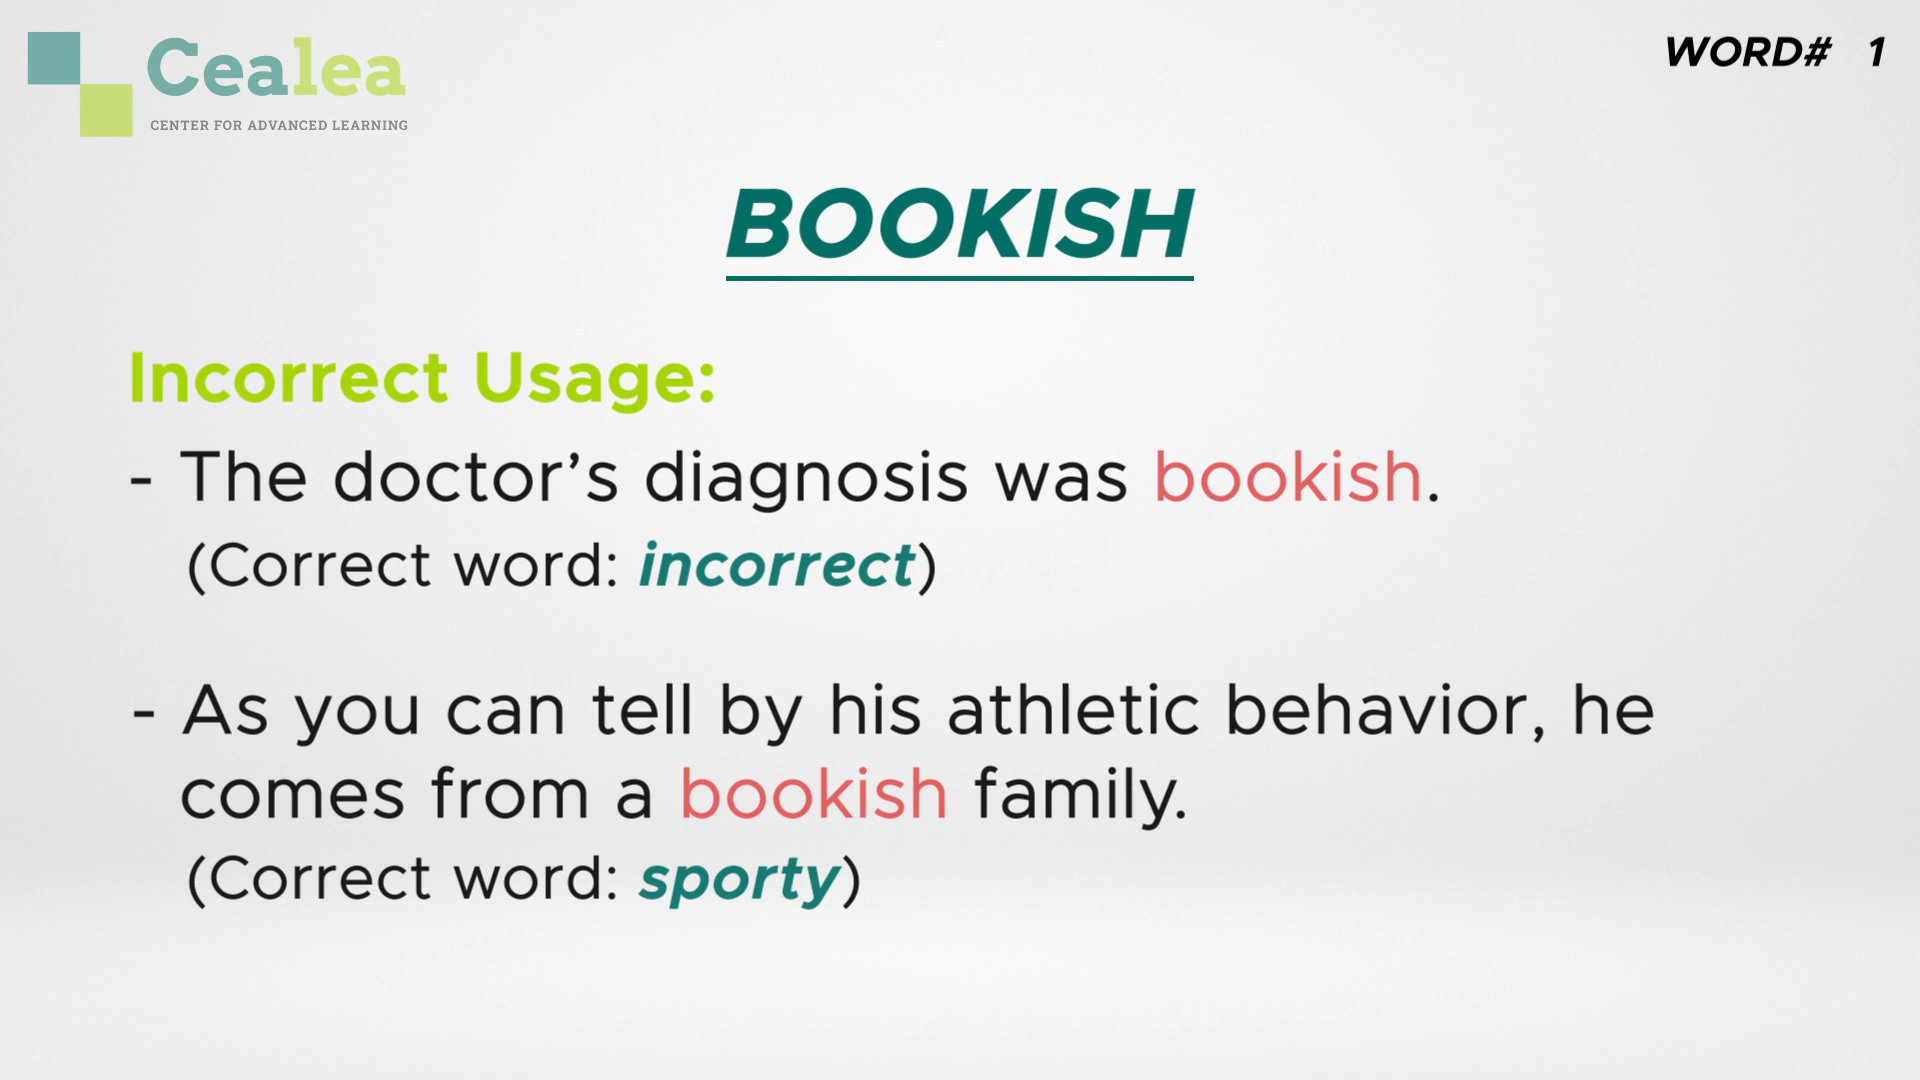 Cealea
CENTER FOR ADVANCED LEARNING
WORD# 1
BOOKISH
Incorrect Usage:
- The doctor’s diagnosis was bookish.
(Correct word: incorrect)
- As you can tell by his athletic behavior, he
comes from a bookish family.
(Correct word: sporty)